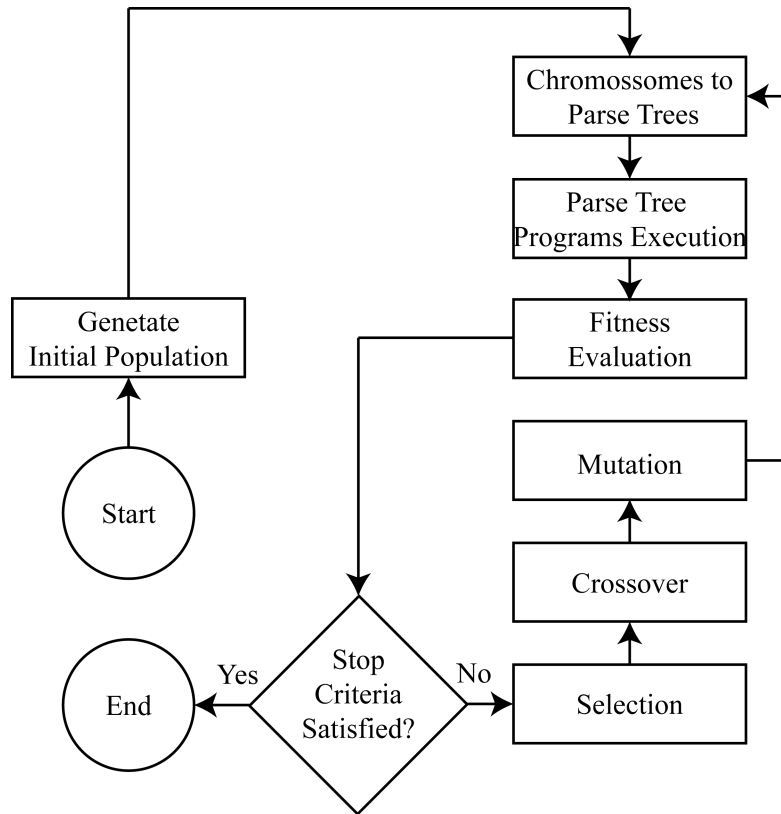 Chromossomes to
Parse Trees
Parse Tree
Programs Execution
Genetate
Initial Population
Fitness
Evaluation
Mutation
Start
Crossover
Yes
Stop
Criteria
Satisfied?
No
End
Selection